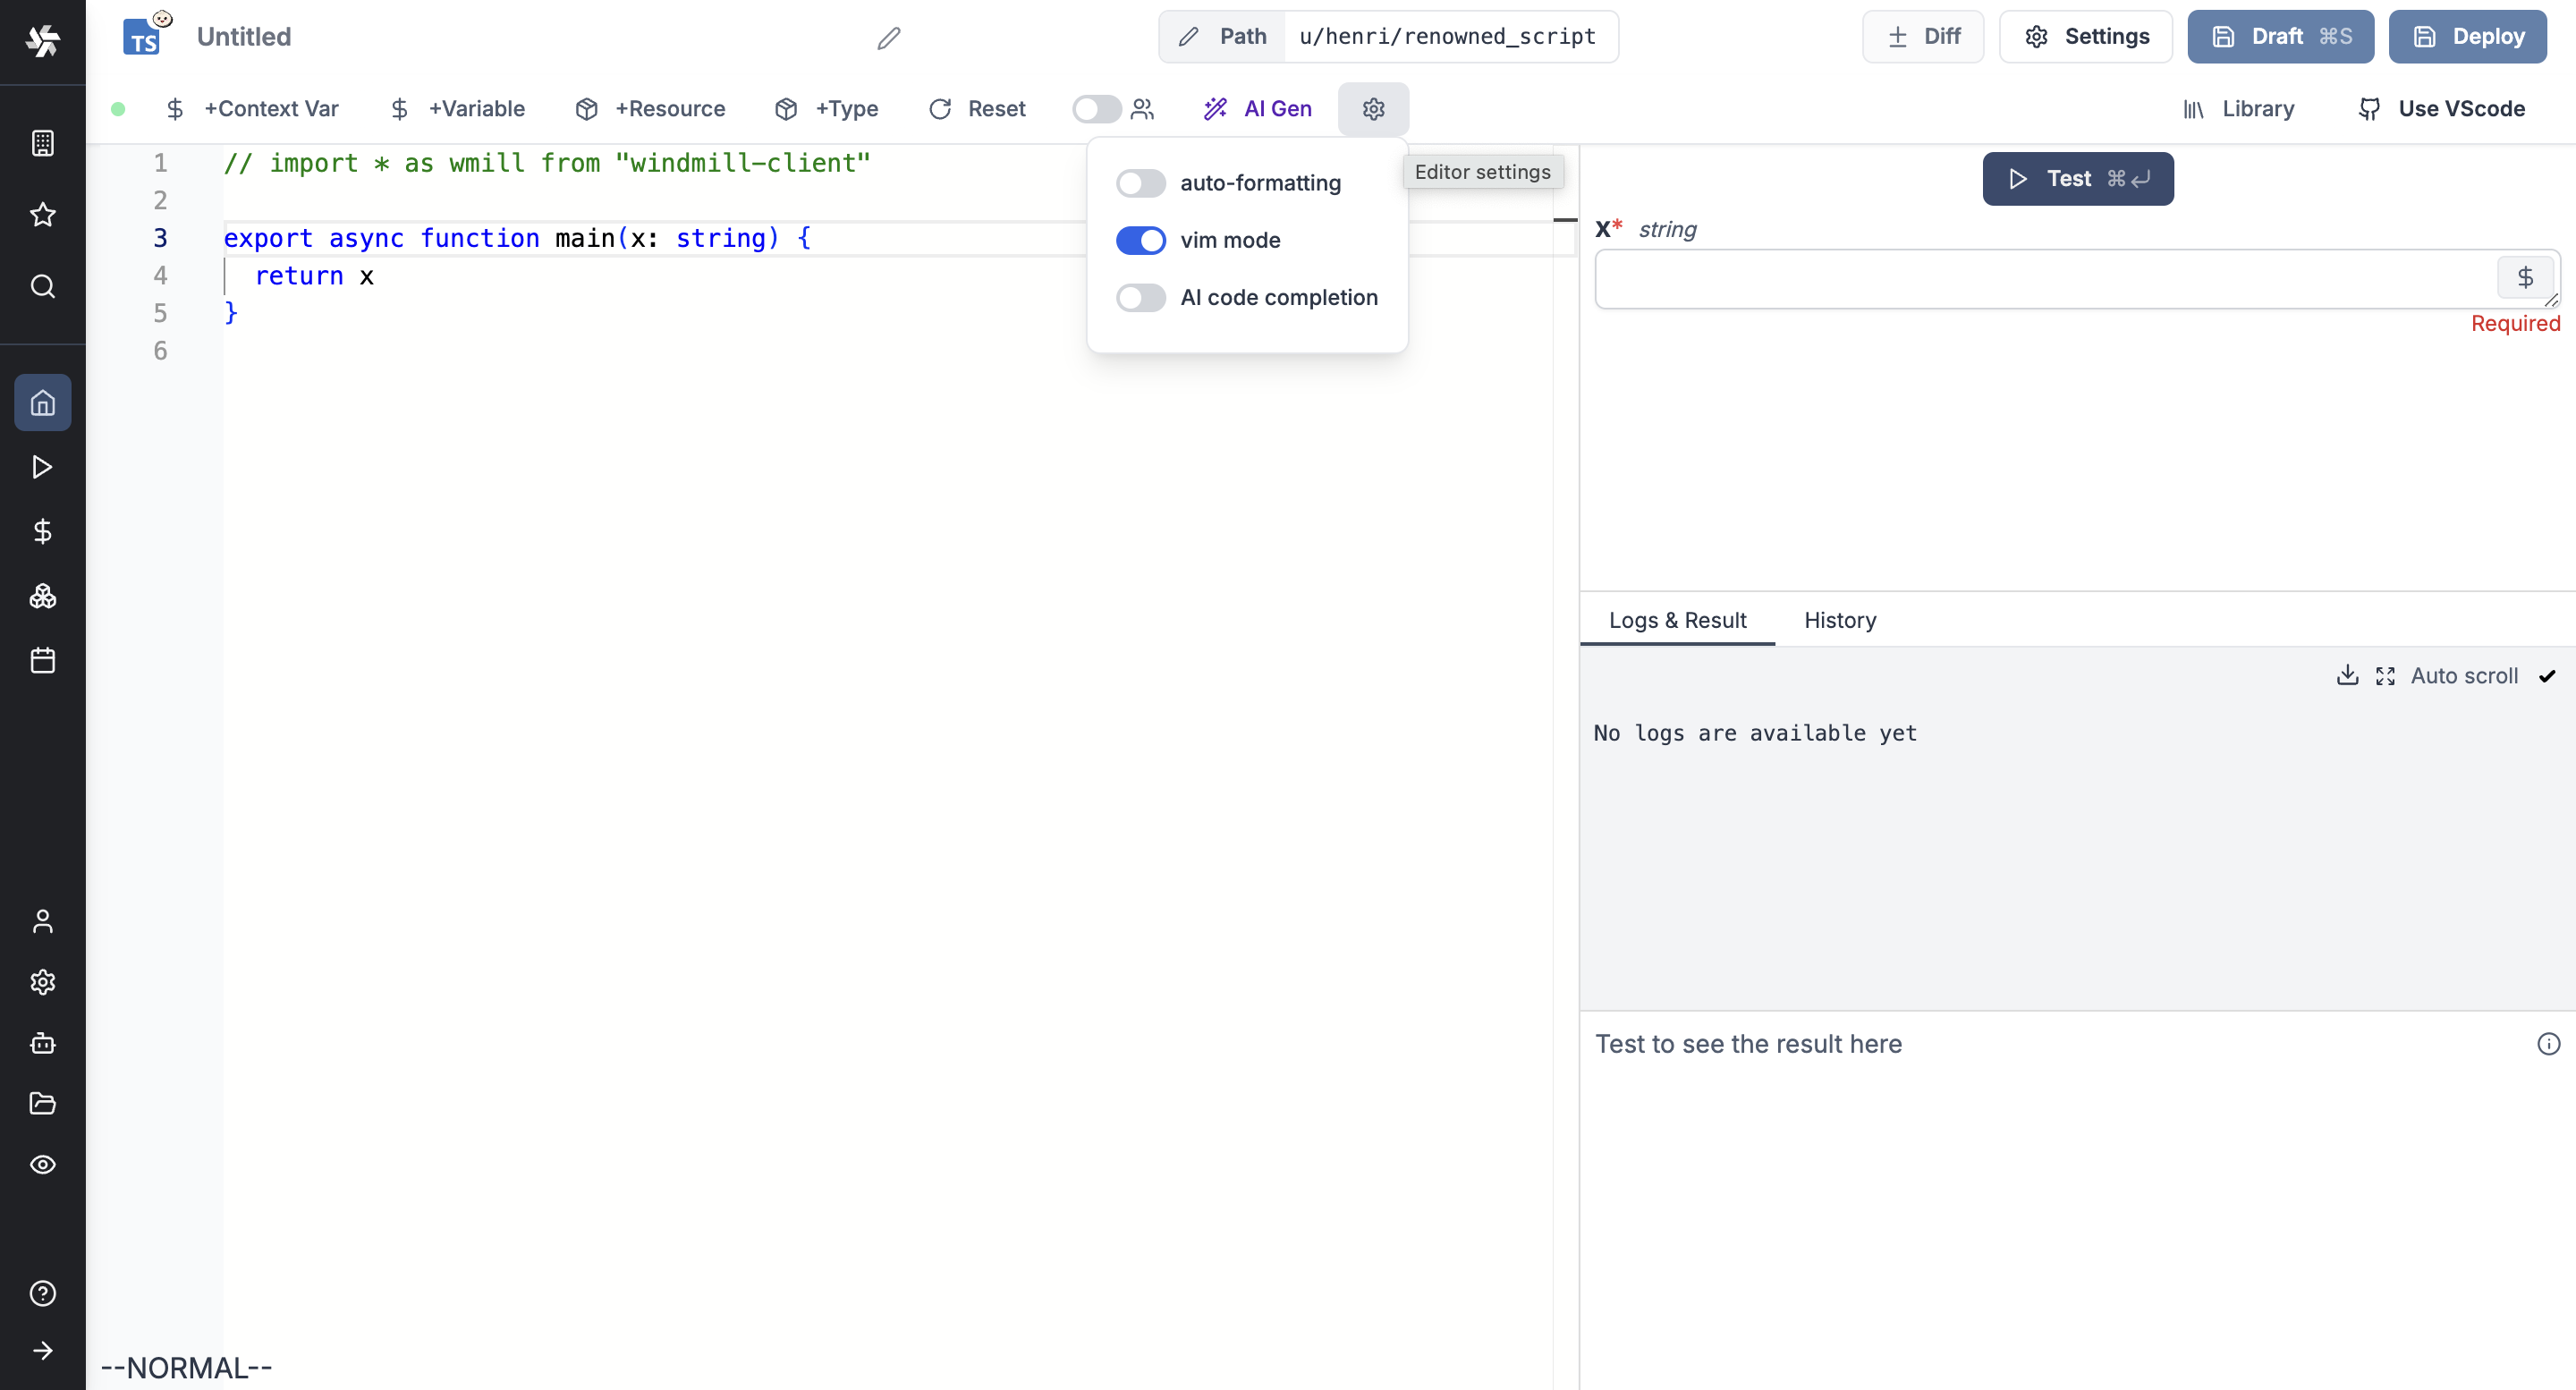 TS
Untitled
Path
u/henri/renowned_script
Diff
Settings
Draft ⌘S
Deploy
+Context Var
+Variable
+Resource
+Type
Reset
AI Gen
Library
Use VScode
1 // import * as wmill from "windmill-client"
2
3 export async function main(x: string) {
4 return x
5 }
6
auto-formatting
vim mode
AI code completion
Editor settings
Test ⌘
X* string
$
Required
Logs & Result
History
Auto scroll
No logs are available yet
Test to see the result here
--NORMAL--